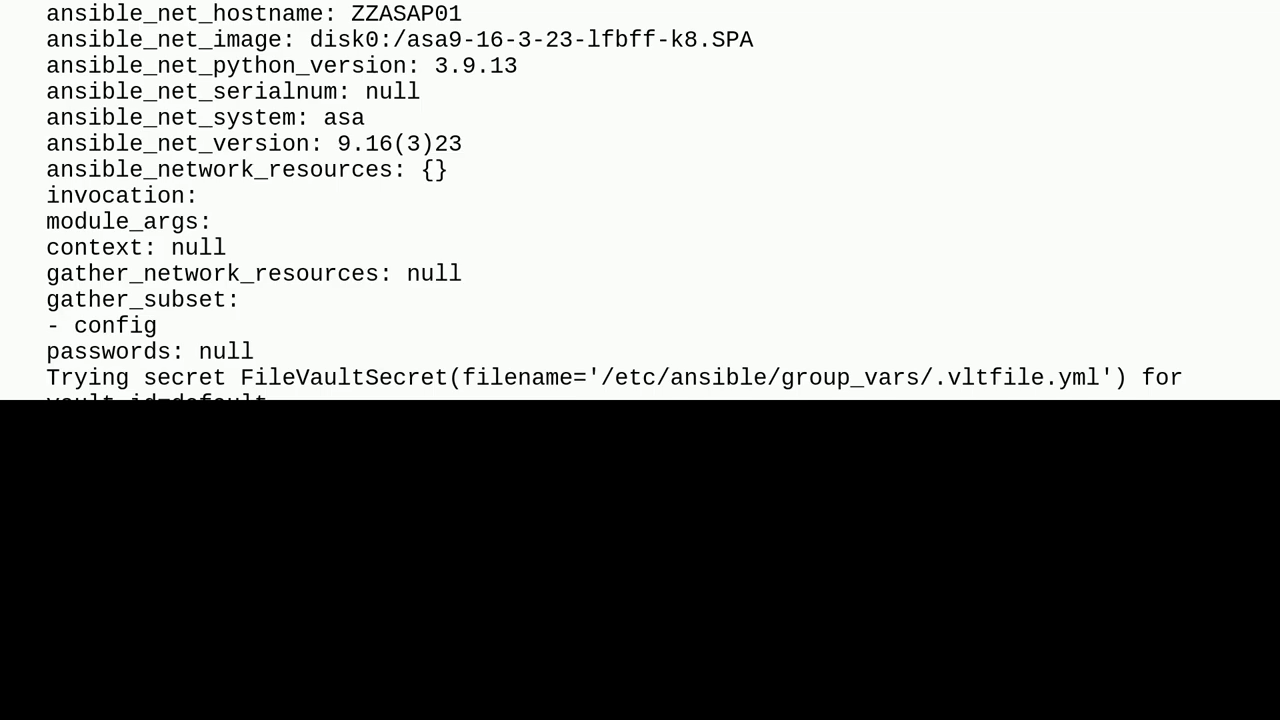 ansible_net_hostname: ZZASAP01
ansible_net_image: disk0:/asa9-16-3-23-lfbff-k8.SPA
ansible_net_python_version: 3.9.13
ansible_net_serialnum: null
ansible_net_system: asa
ansible_net_version: 9.16(3)23
ansible_network_resources: {}
invocation:
module_args:
context: null
gather_network_resources: null
gather_subset:
- config
passwords: null
Trying secret FileVaultSecret(filename='/etc/ansible/group_vars/.vltfile.yml') for
vault_id=default